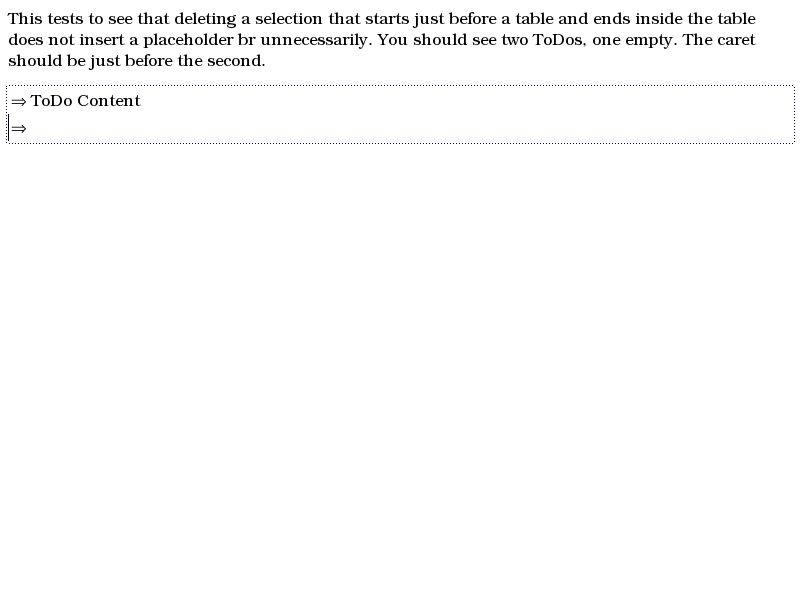 This tests to see that deleting a selection that starts just before a table and ends inside the table
does not insert a placeholder br unnecessarily. You should see two ToDos, one empty. The caret
should be just before the second.
⇒ ToDo Content
⇒